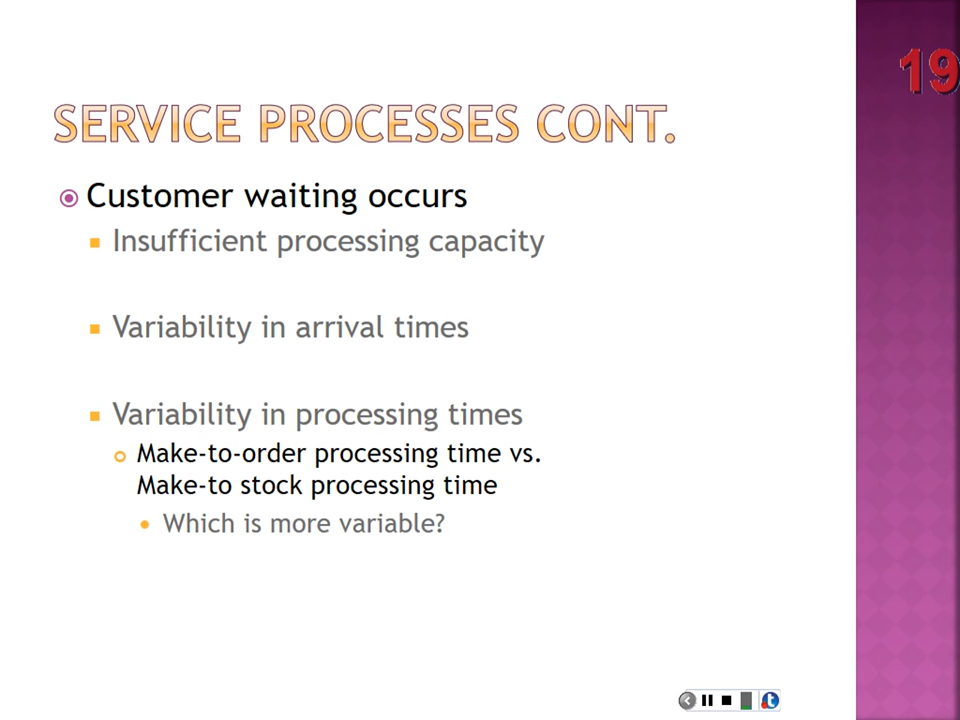 19
SERVICE PROCESSES CONT.
Customer waiting occurs
Insufficient processing capacity
Variability in arrival times
Variability in processing times
Make-to-order processing time vs.
Make-to stock processing time
Which is more variable?